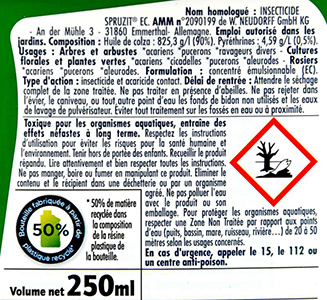 Nom homologué : INSECTICIDE
SPRUZIT® EC. AMM n°2090199 de W. NEUDORFF GmbH KG
- An der Mühle 3 - 31860 Emmerthal- Allemagne. Emploi autorisé dans les
jardins. Composition : Huile de colza : 825,3 g/l (90%). Pyréthrines : 4,59 g/l (0,5%).
Usages : • Arbres et arbustes °acariens °pucerons °ravageurs divers - Cultures
florales et plantes vertes °acariens °cicadelles °pucerons °aleurodes - Rosiers
°acariens °pucerons °aleurodes. Formulation : concentré émulsionnable (EC).
Type d'action : insecticide et acaricide contact. Délai de rentrée : Attendre le séchage
complet de la zone traitée. Ne pas traiter en présence d'abeilles. Ne pas rejeter dans
l'évier, le caniveau, ou tout autre point d'eau les fonds de bidon non utilisés et les eaux
de lavage de pulvérisateur. Éviter tout traitement sur les fossés en eau ou à proximité.
Toxique pour les organismes aquatiques, entraîne des
effets néfastes à long terme. Respectez les instructions
d'utilisation pour éviter les risques pour la santé humaine et
l'environnement. Tenir hors de portée des enfants. Recueillir le produit
répandu. Lire attentivement et bien respecter toutes les instructions.
Ne pas manger, boire ou fumer en manipulant ce produit. Éliminer le
contenu et le récipient dans une déchetterie ou par un organisme
agréé. Ne pas polluer l'eau
avec le produit ou son
emballage. Pour protéger les organismes aquatiques,
respecter une Zone Non Traitée par rapport aux points
d'eau (puits, bassin, mare, ruisseau, rivière...) de 20 à 50
mètres selon les usages concernés.
En cas d'urgence, appeler le 15, le 112 ou
un centre anti-poison.
Bouteille fabriquée à partir de
50%
plastique recyclé*
* 50% de matière
recyclée dans
la composition
de la résine
plastique de
la bouteille.
Volume net 250ml